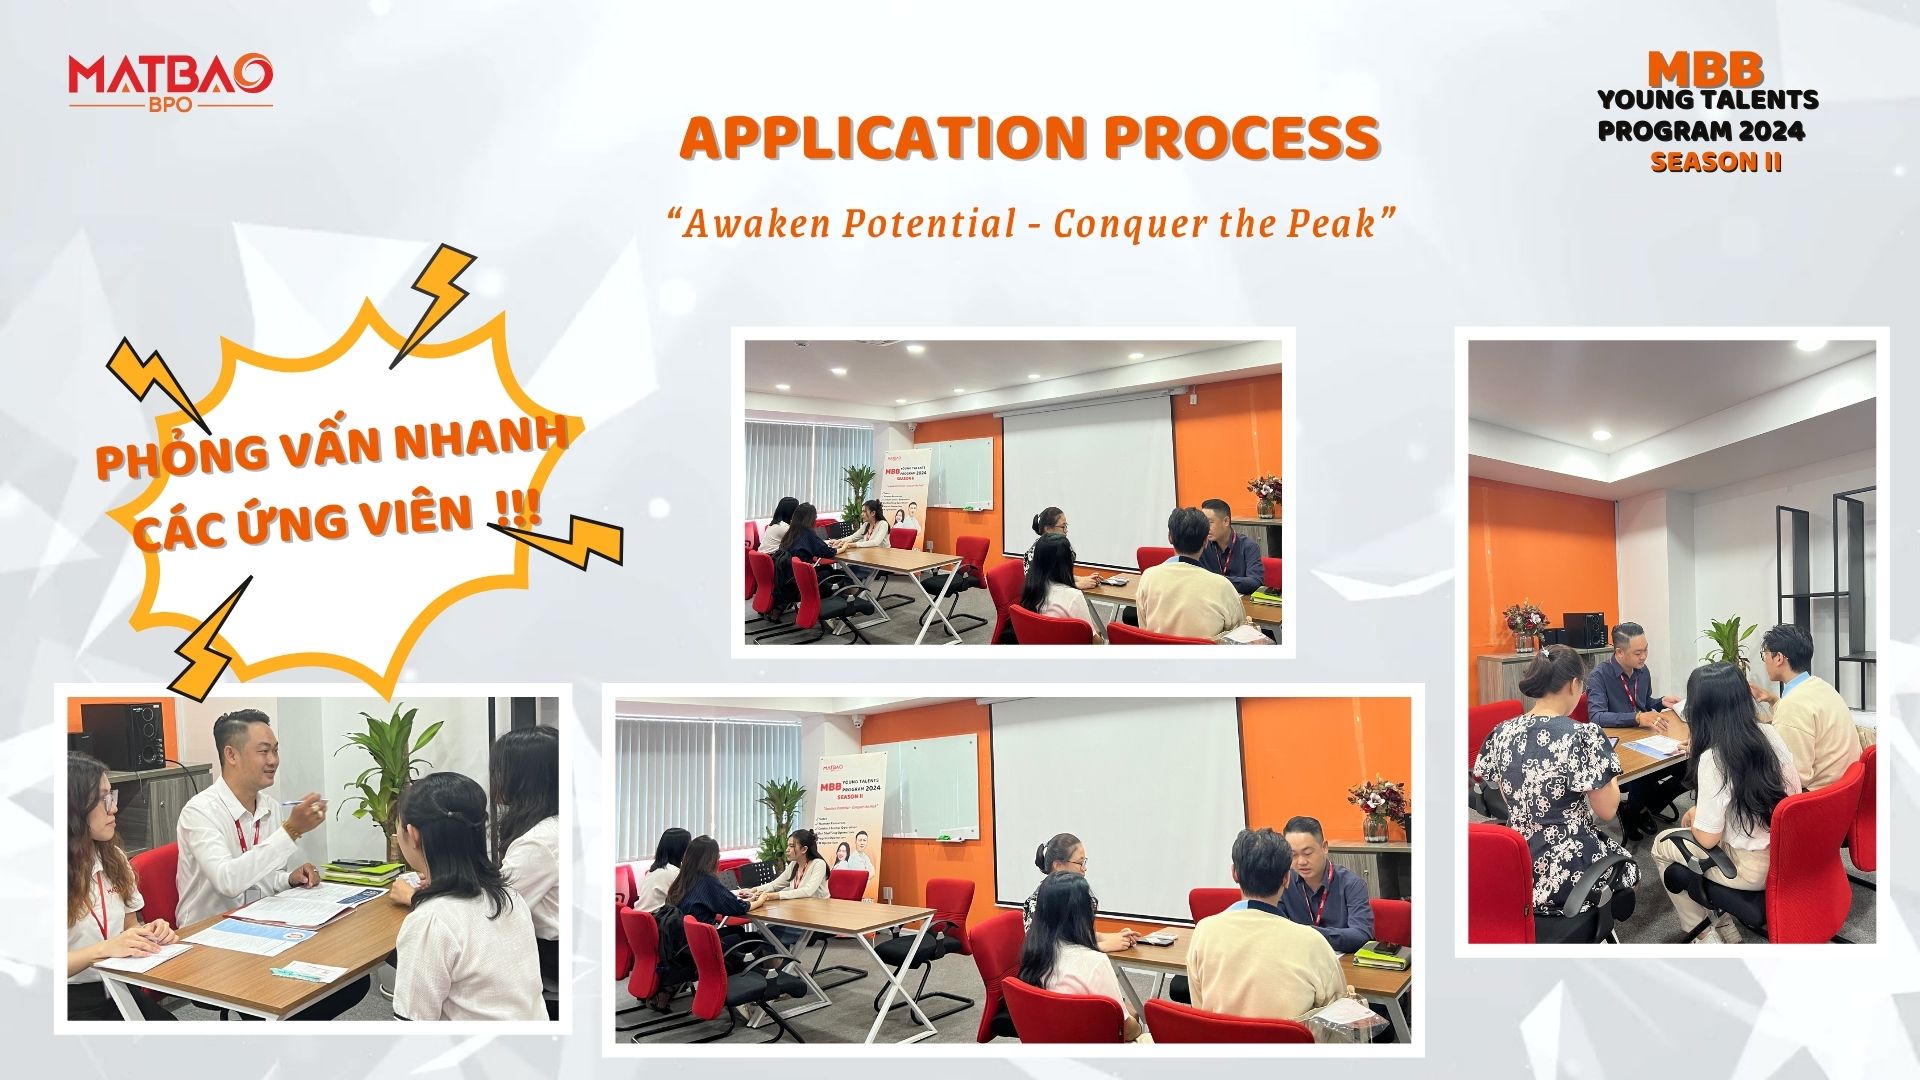 MATBAO
BPO
MBB
YOUNG TALENTS
PROGRAM 2024
SEASON II
APPLICATION PROCESS
“Awaken Potential - Conquer the Peak”
PHỎNG VẤN NHANH
CÁC ỨNG VIÊN !!!
MATBAO
MBB YOUNG TALENTS
PROGRAM 2024
SEASON II
MATBAO
MBB YOUNG TALENTS
PROGRAM 2024
SEASON II